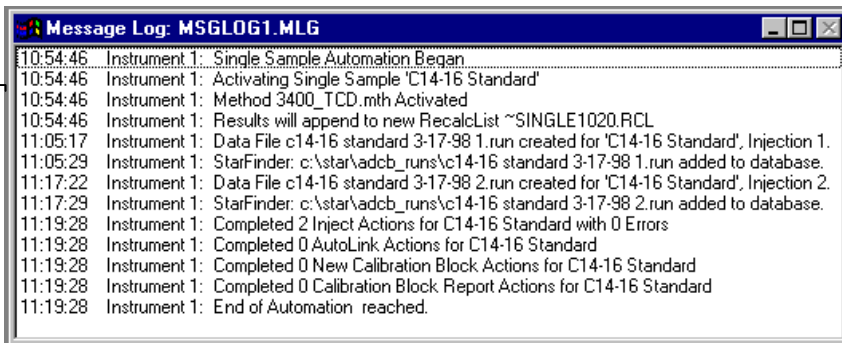 Message Log: MSGLOG1.MLG
10:54:46 Instrument 1: Single Sample Automation Began
10:54:46 Instrument 1: Activating Single Sample 'C14-16 Standard'
10:54:46 Instrument 1: Method 3400_TCD.mth Activated
10:54:46 Instrument 1: Results will append to new RecalcList ~SINGLE1020.RCL
11:05:17 Instrument 1: Data File c14-16 standard 3-17-98 1.run created for 'C14-16 Standard', Injection 1.
11:05:29 Instrument 1: StarFinder: c:\star\adcb_runs\c14-16 standard 3-17-98 1.run added to database.
11:17:22 Instrument 1: Data File c14-16 standard 3-17-98 2.run created for 'C14-16 Standard', Injection 2.
11:17:29 Instrument 1: StarFinder: c:\star\adcb_runs\c14-16 standard 3-17-98 2.run added to database.
11:19:28 Instrument 1: Completed 2 Inject Actions for C14-16 Standard with 0 Errors
11:19:28 Instrument 1: Completed 0 AutoLink Actions for C14-16 Standard
11:19:28 Instrument 1: Completed 0 New Calibration Block Actions for C14-16 Standard
11:19:28 Instrument 1: Completed 0 Calibration Block Report Actions for C14-16 Standard
11:19:28 Instrument 1: End of Automation reached.